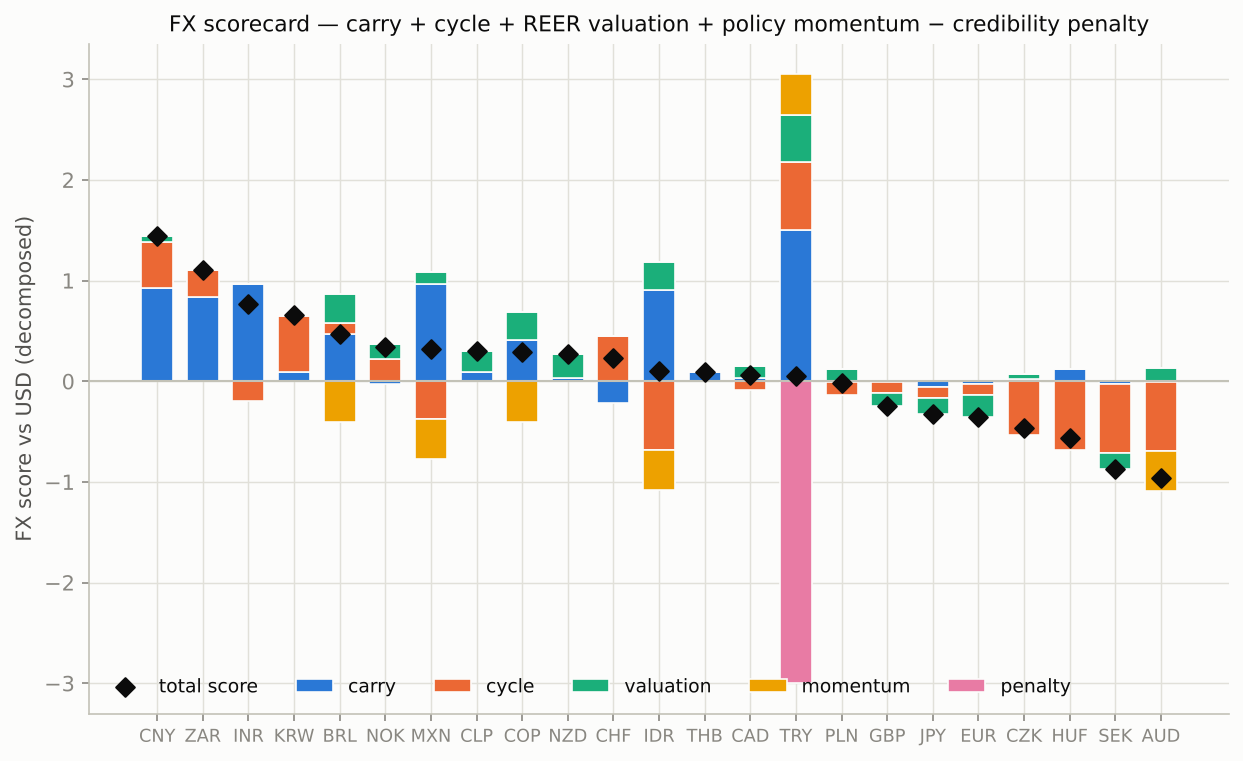 FX scorecard — carry + cycle + REER valuation + policy momentum − credibility penalty
FX score vs USD (decomposed)
3
2
1
0
−1
−2
−3
total score
carry
cycle
valuation
momentum
penalty
CNY ZAR INR KRW BRL NOK MXN CLP COP NZD CHF IDR THB CAD TRY PLN GBP JPY EUR CZK HUF SEK AUD